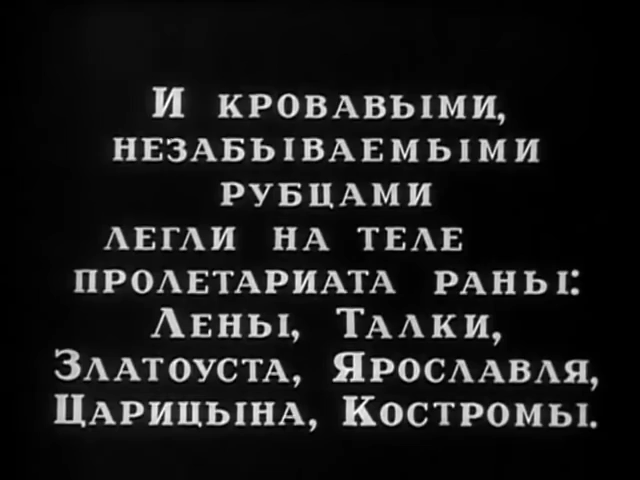 И КРОВАВЫМИ,
НЕЗАБЫВАЕМЫМИ
РУБЦАМИ
ЛЕГЛИ НА ТЕЛЕ
ПРОЛЕТАРИАТА РАНЫ:
ЛЕНЫ, ТАЛКИ,
ЗЛАТОУСТА, ЯРОСЛАВЛЯ,
ЦАРИЦЫНА, КОСТРОМЫ.